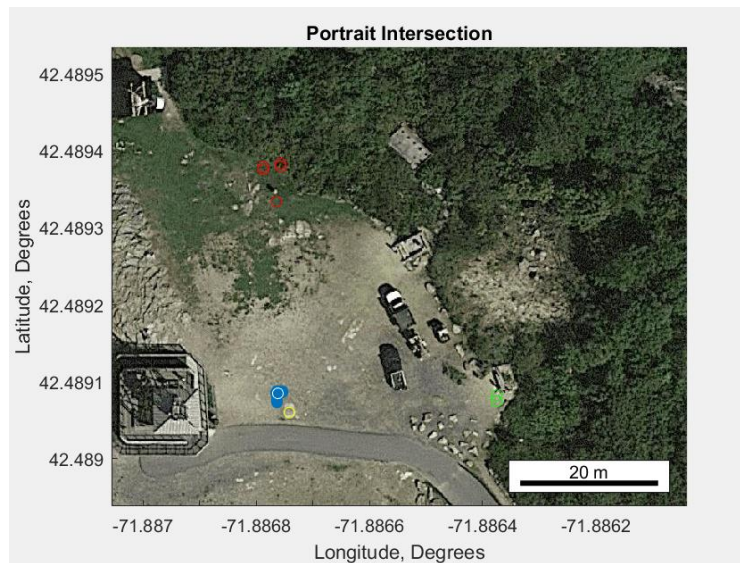 Portrait Intersection
42.4895
42.4894
42.4893
42.4892
42.4891
42.489
Latitude, Degrees
20 m
-71.887
-71.8868
-71.8866
-71.8864
-71.8862
Longitude, Degrees